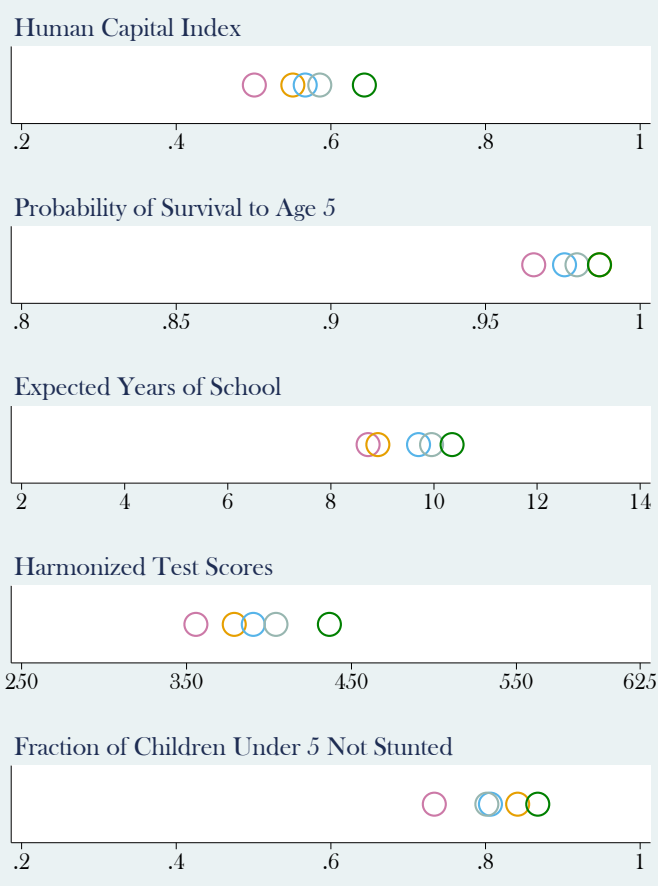 Human Capital Index
.2 .4 .6 .8 1
Probability of Survival to Age 5
.8 .85 .9 .95 1
Expected Years of School
2 4 6 8 10 12 14
Harmonized Test Scores
250 350 450 550 625
Fraction of Children Under 5 Not Stunted
.2 .4 .6 .8 1